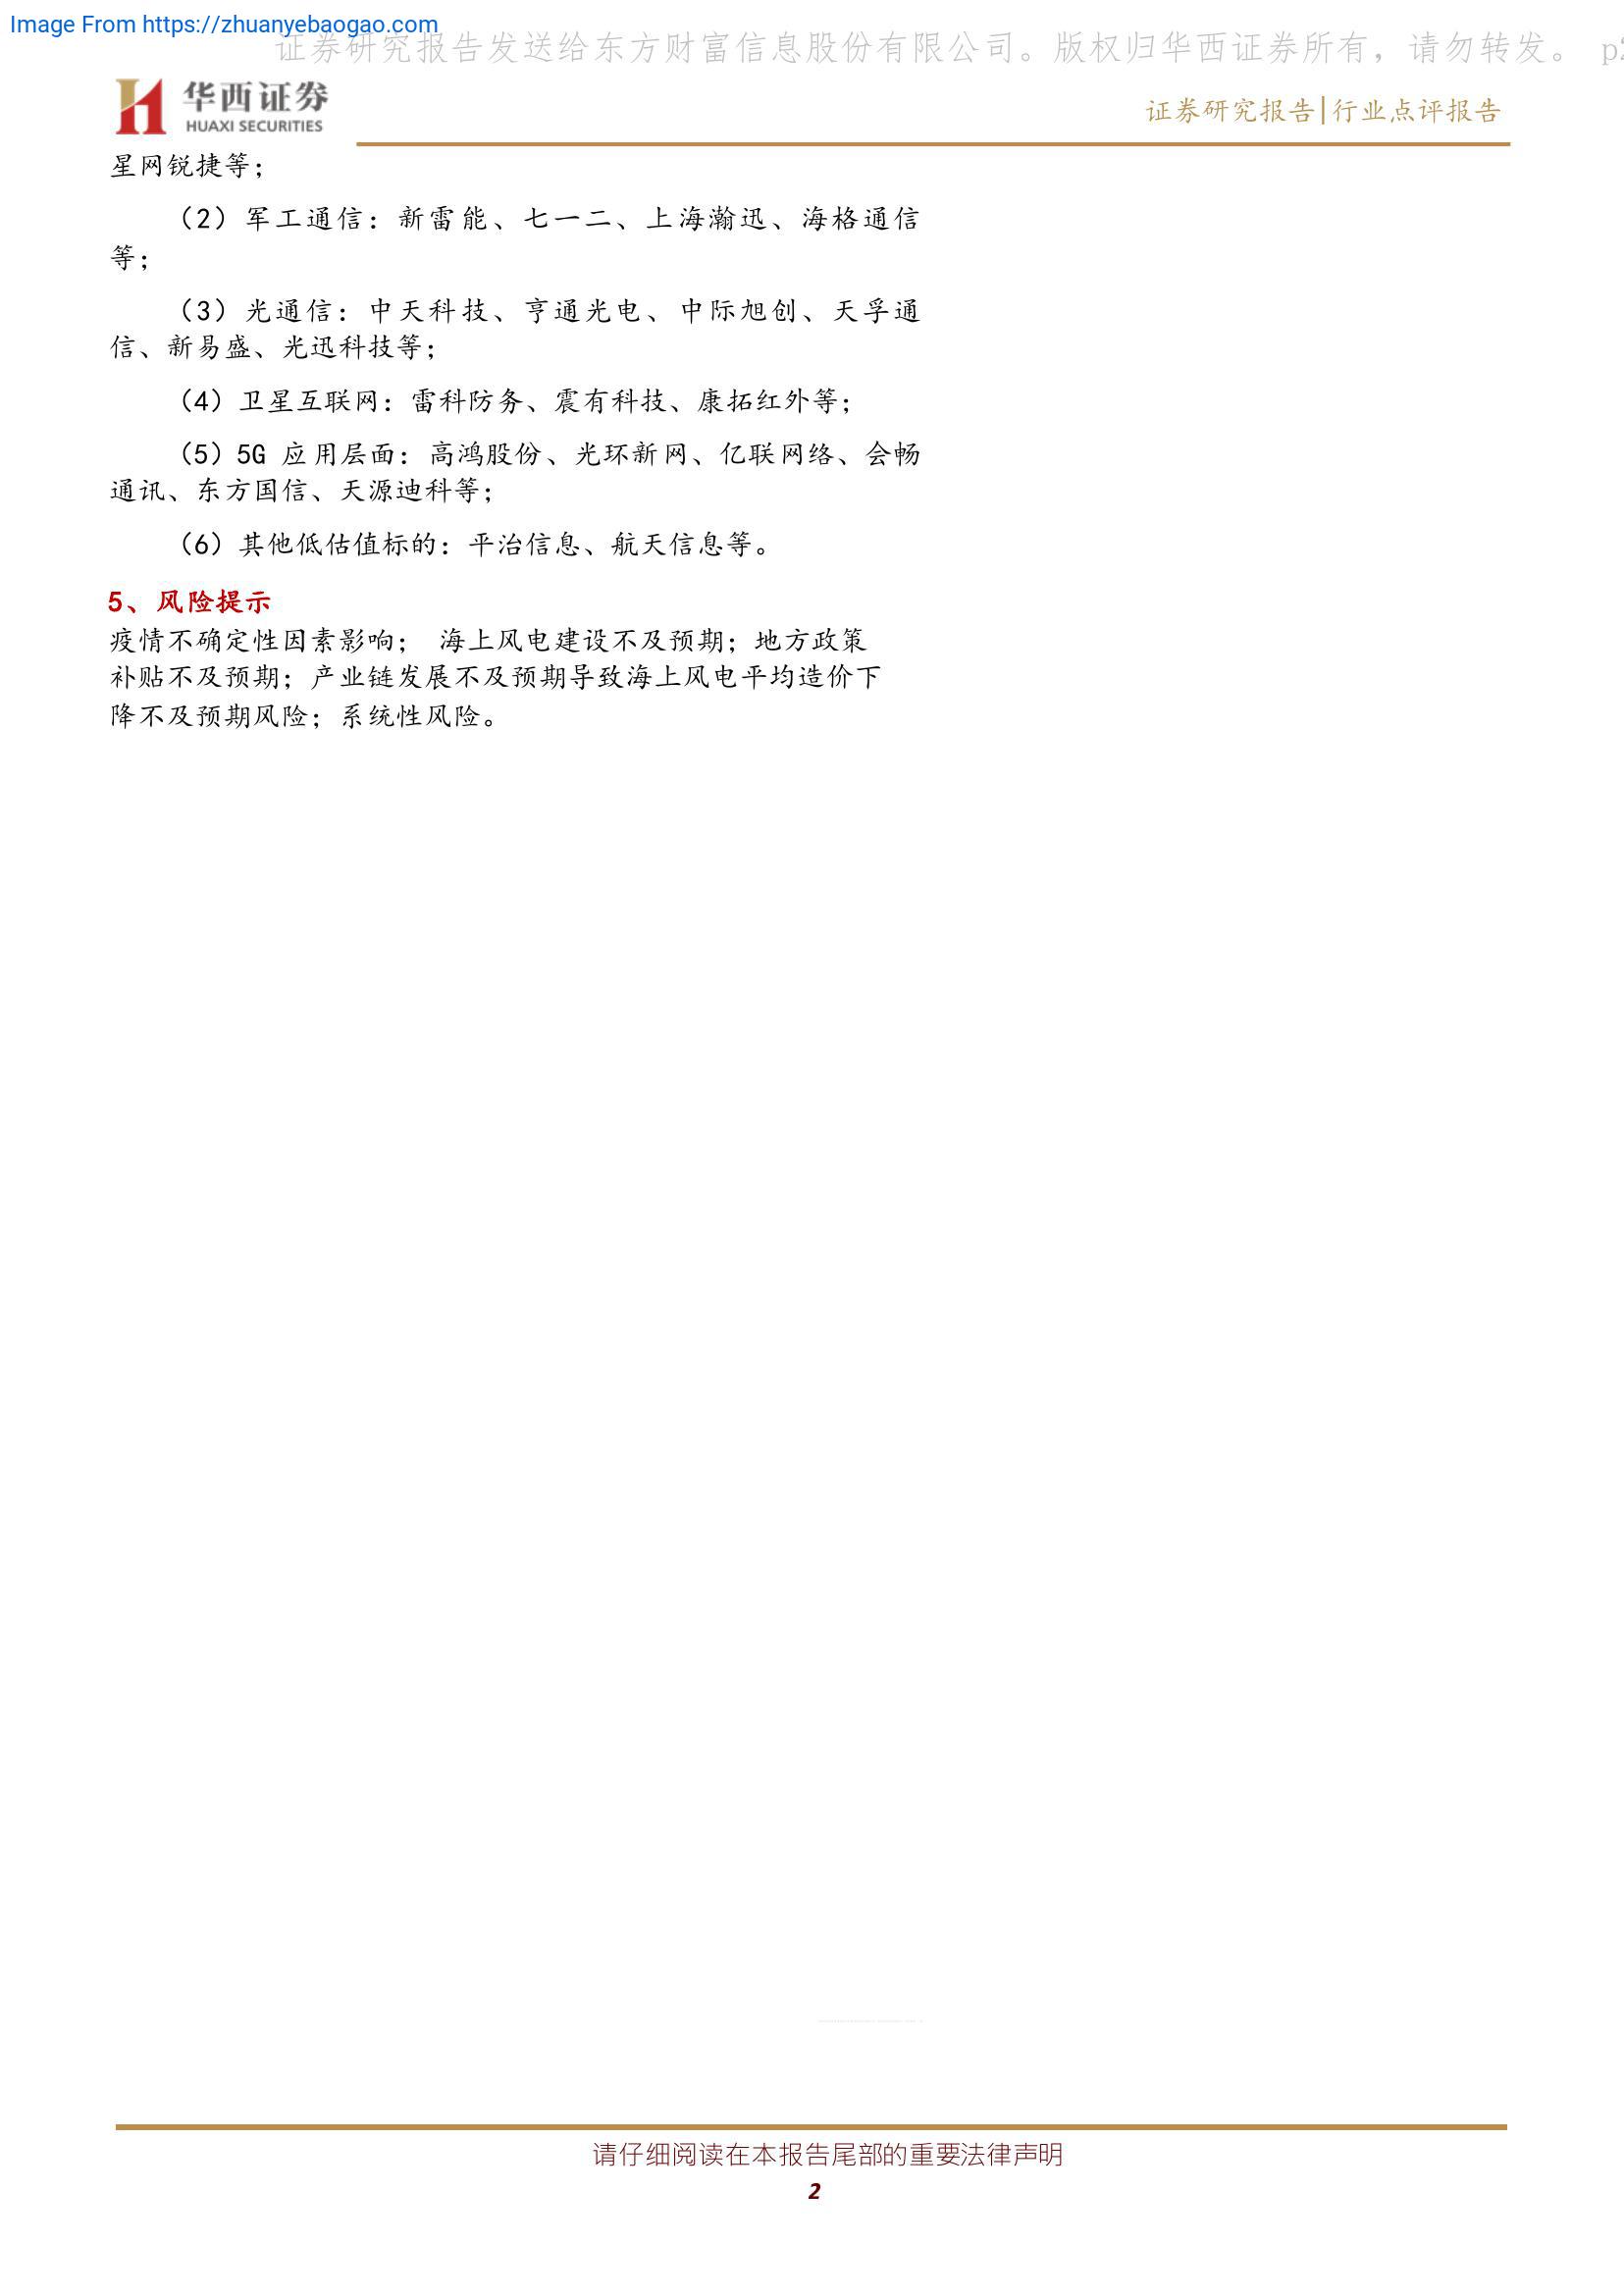 Image From https://zhuanyebaogao.com
证券研究报告发送给东方财富信息股份有限公司。版权归华西证券所有，请勿转发。 p2
华西证券
HUAXI SECURITIES
证券研究报告|行业点评报告
星网锐捷等；
（2）军工通信：新雷能、七一二、上海瀚迅、海格通信
等；
（3）光通信：中天科技、亨通光电、中际旭创、天孚通
信、新易盛、光迅科技等；
（4）卫星互联网：雷科防务、震有科技、康拓红外等；
（5）5G 应用层面：高鸿股份、光环新网、亿联网络、会畅
通讯、东方国信、天源迪科等；
（6）其他低估值标的：平治信息、航天信息等。
5、风险提示
疫情不确定性因素影响； 海上风电建设不及预期；地方政策
补贴不及预期；产业链发展不及预期导致海上风电平均造价下
降不及预期风险；系统性风险。
请仔细阅读在本报告尾部的重要法律声明
2